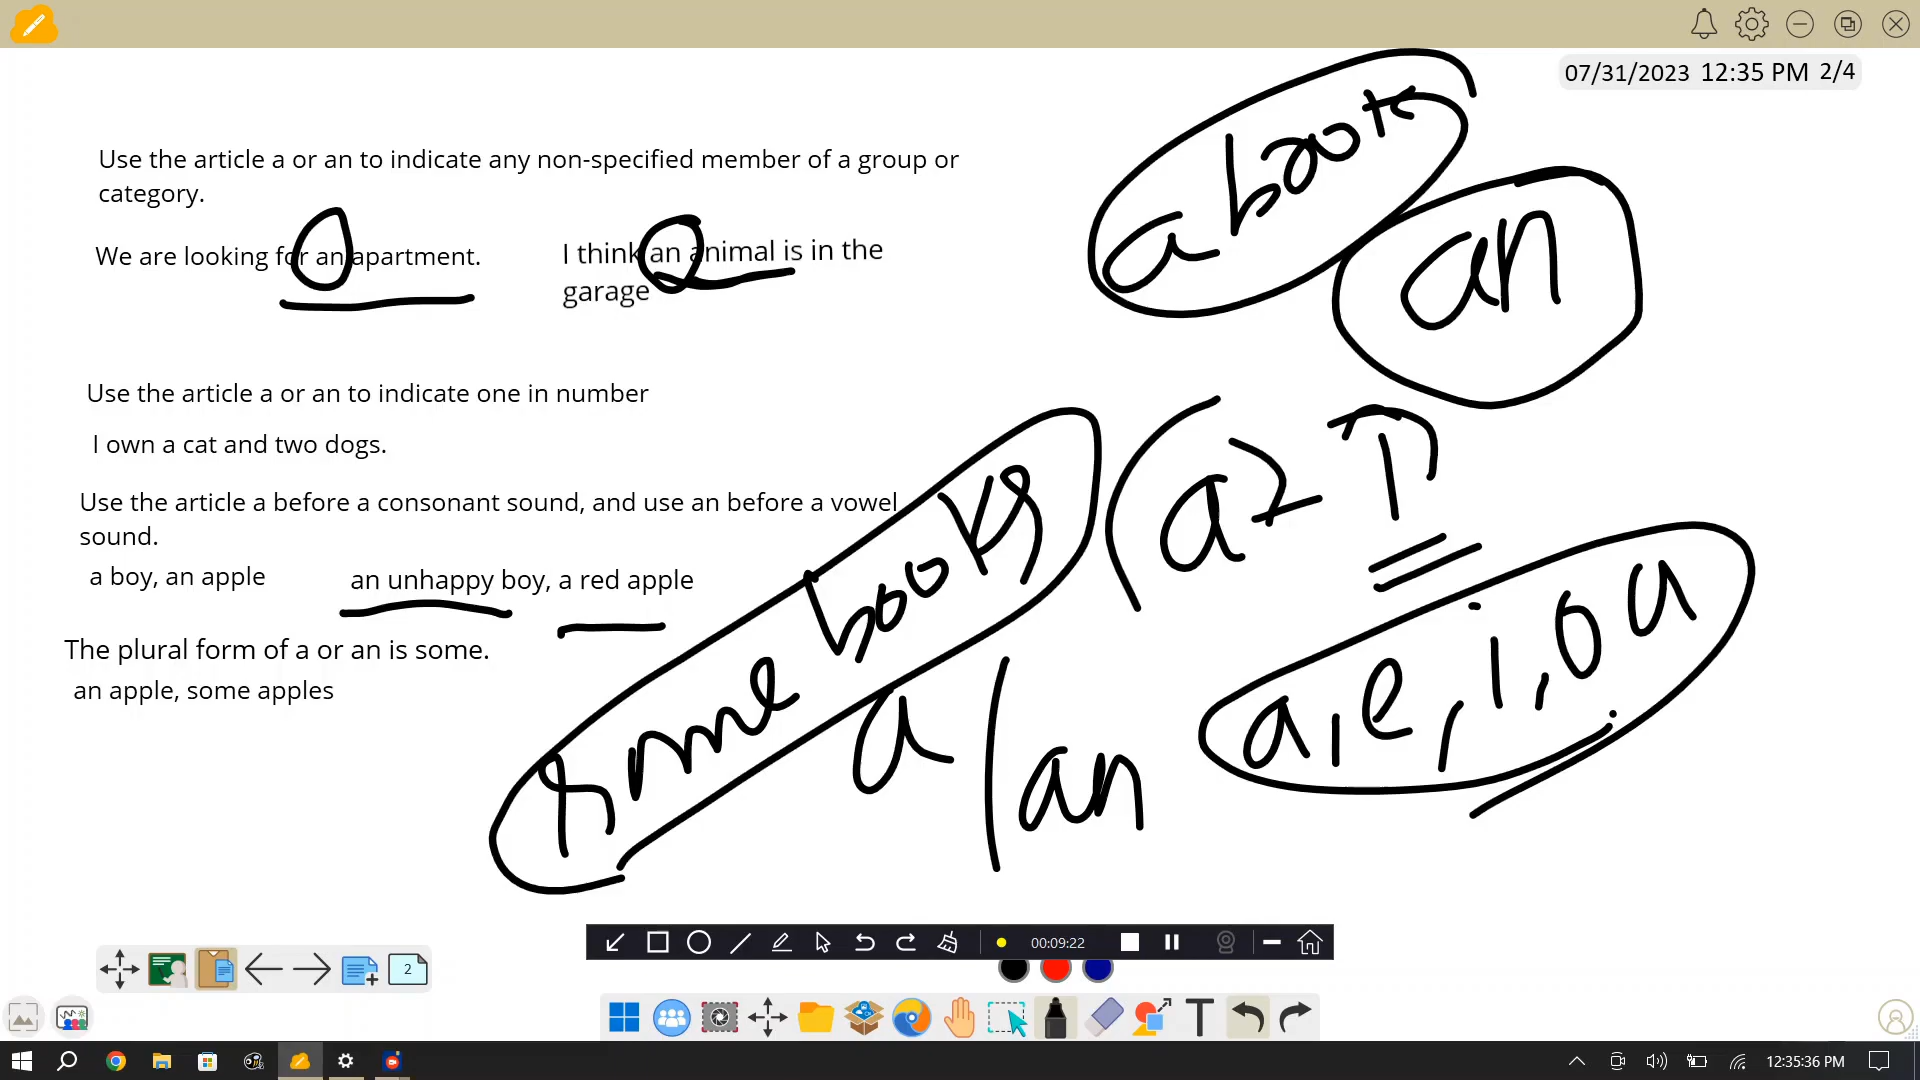 07/31/2023 12:35 PM 2/4
Use the article a or an to indicate any non-specified member of a group or
category.
We are looking for an apartment.
I think an animal is in the
garage
a book
an
Use the article a or an to indicate one in number
I own a cat and two dogs.
Use the article a before a consonant sound, and use an before a vowel
sound.
a boy, an apple
an unhappy boy, a red apple
The plural form of a or an is some.
an apple, some apples
some books
a/an
a, e, i, o u
2
00:09:22
12:35:36 PM